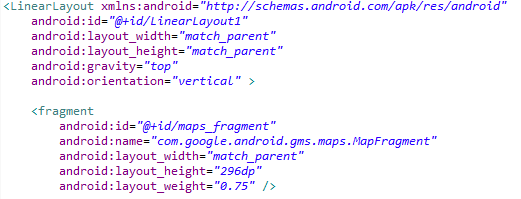 <LinearLayout xmlns:android="http://schemas.android.com/apk/res/android"
    android:id="@+id/LinearLayout1"
    android:layout_width="match_parent"
    android:layout_height="match_parent"
    android:gravity="top"
    android:orientation="vertical" >
    <fragment
        android:id="@+id/maps_fragment"
        android:name="com.google.android.gms.maps.MapFragment"
        android:layout_width="match_parent"
        android:layout_height="296dp"
        android:layout_weight="0.75" />